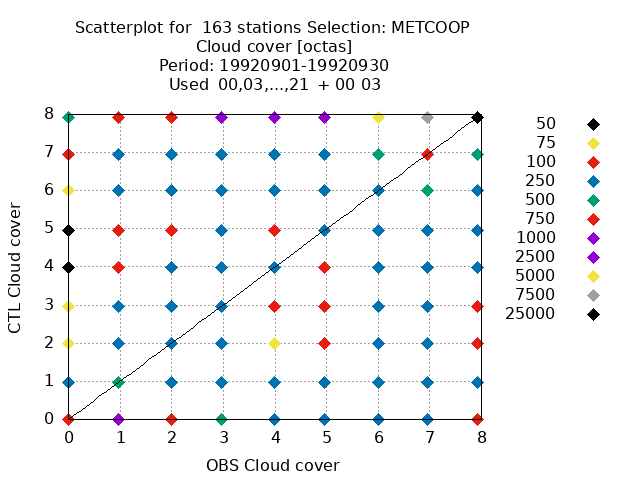 Scatterplot for  163 stations Selection: METCOOP
Cloud cover [octas]
Period: 19920901-19920930
Used  00,03,...,21  + 00 03
CTL Cloud cover
8
7
6
5
4
3
2
1
0
0 1 2 3 4 5 6 7 8
OBS Cloud cover
50
75
100
250
500
750
1000
2500
5000
7500
25000